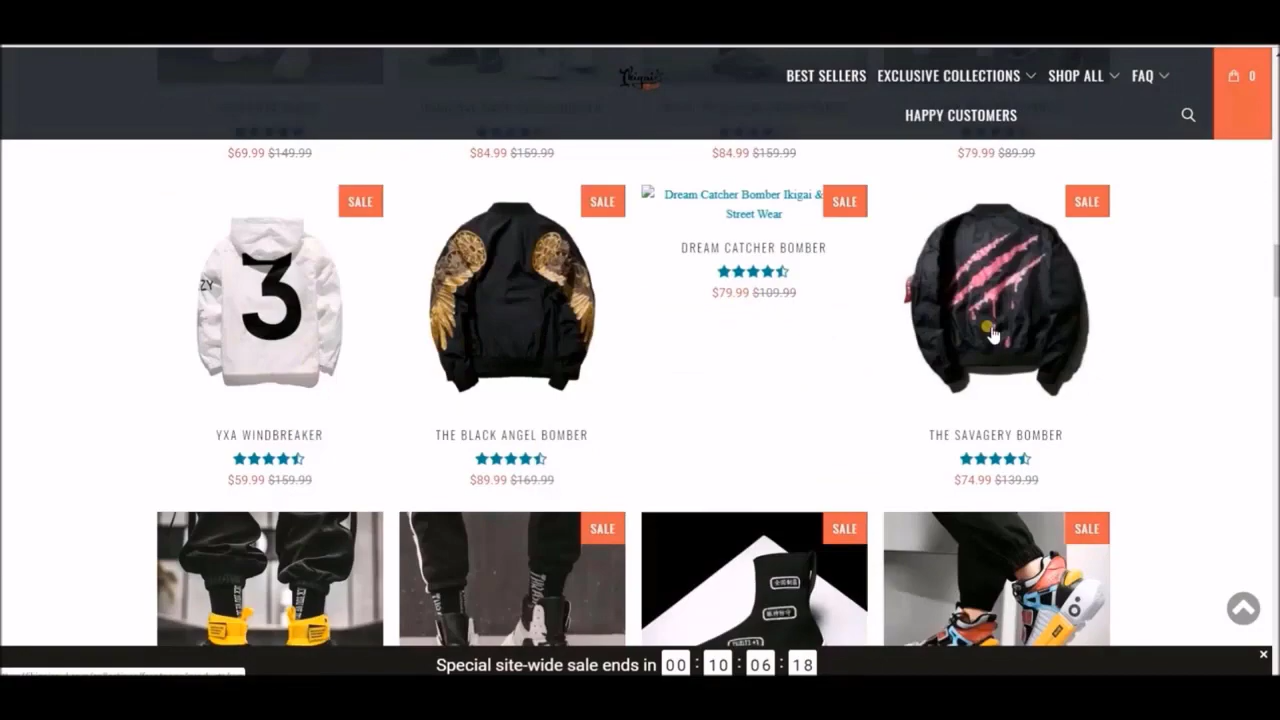 Ikigai
BEST SELLERS
EXCLUSIVE COLLECTIONS
SHOP ALL
FAQ
0
HAPPY CUSTOMERS
$69.99 $149.99
$84.99 $159.99
$84.99 $159.99
$79.99 $89.99
SALE
SALE
Dream Catcher Bomber Ikigai &
Street Wear
SALE
SALE
3
ZY
DREAM CATCHER BOMBER
$79.99 $109.99
YXA WINDBREAKER
THE BLACK ANGEL BOMBER
THE SAVAGERY BOMBER
$59.99 $159.99
$89.99 $169.99
$74.99 $139.99
SALE
SALE
SALE
Special site-wide sale ends in 00 : 10 : 06 : 18